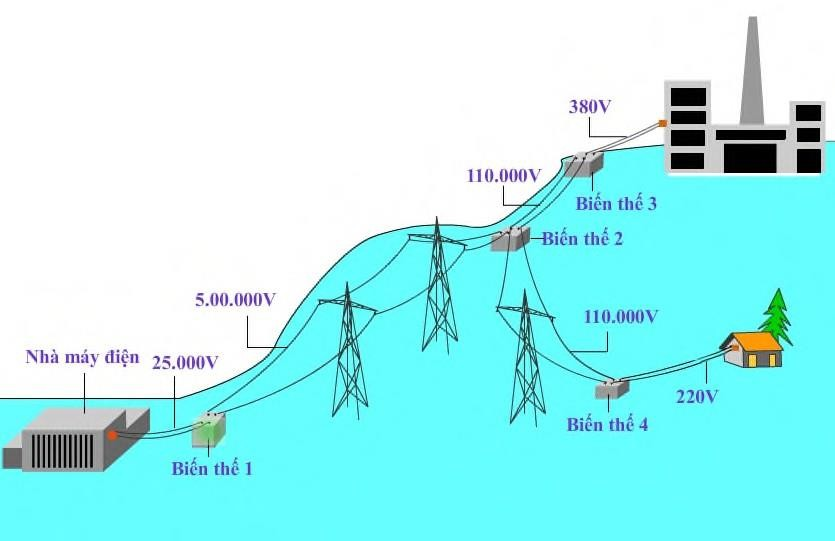 380V
110.000V
Biến thế 3
Biến thế 2
5.00.000V
110.000V
Nhà máy điện
25.000V
220V
Biến thế 4
Biến thế 1